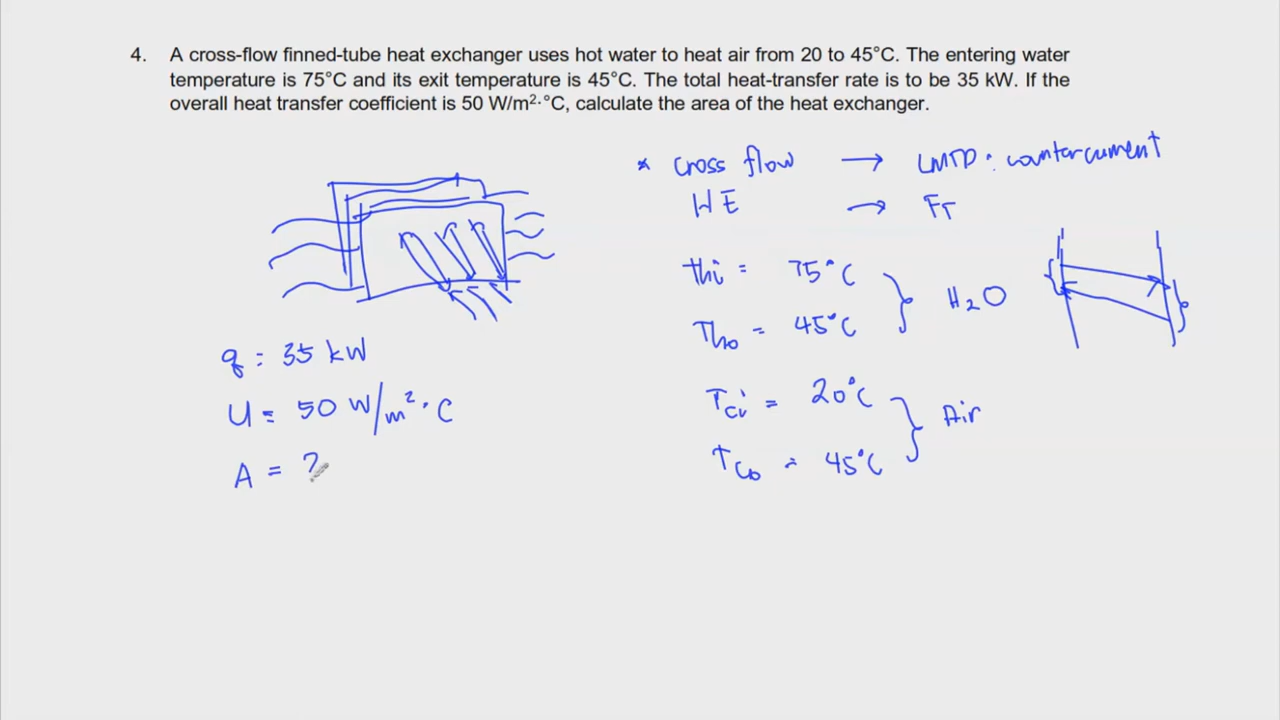 4. A cross-flow finned-tube heat exchanger uses hot water to heat air from 20 to 45°C. The entering water
temperature is 75°C and its exit temperature is 45°C. The total heat-transfer rate is to be 35 kW. If the
overall heat transfer coefficient is 50 W/m²·°C, calculate the area of the heat exchanger.
* Cross flow → LMTD: countercurrent
HE → FT
thi = 75°C
Tho = 45°C } H₂O
Tci = 20°C
Tco = 45°C } Air
q = 35 kW
U = 50 W/m²·C
A = ?